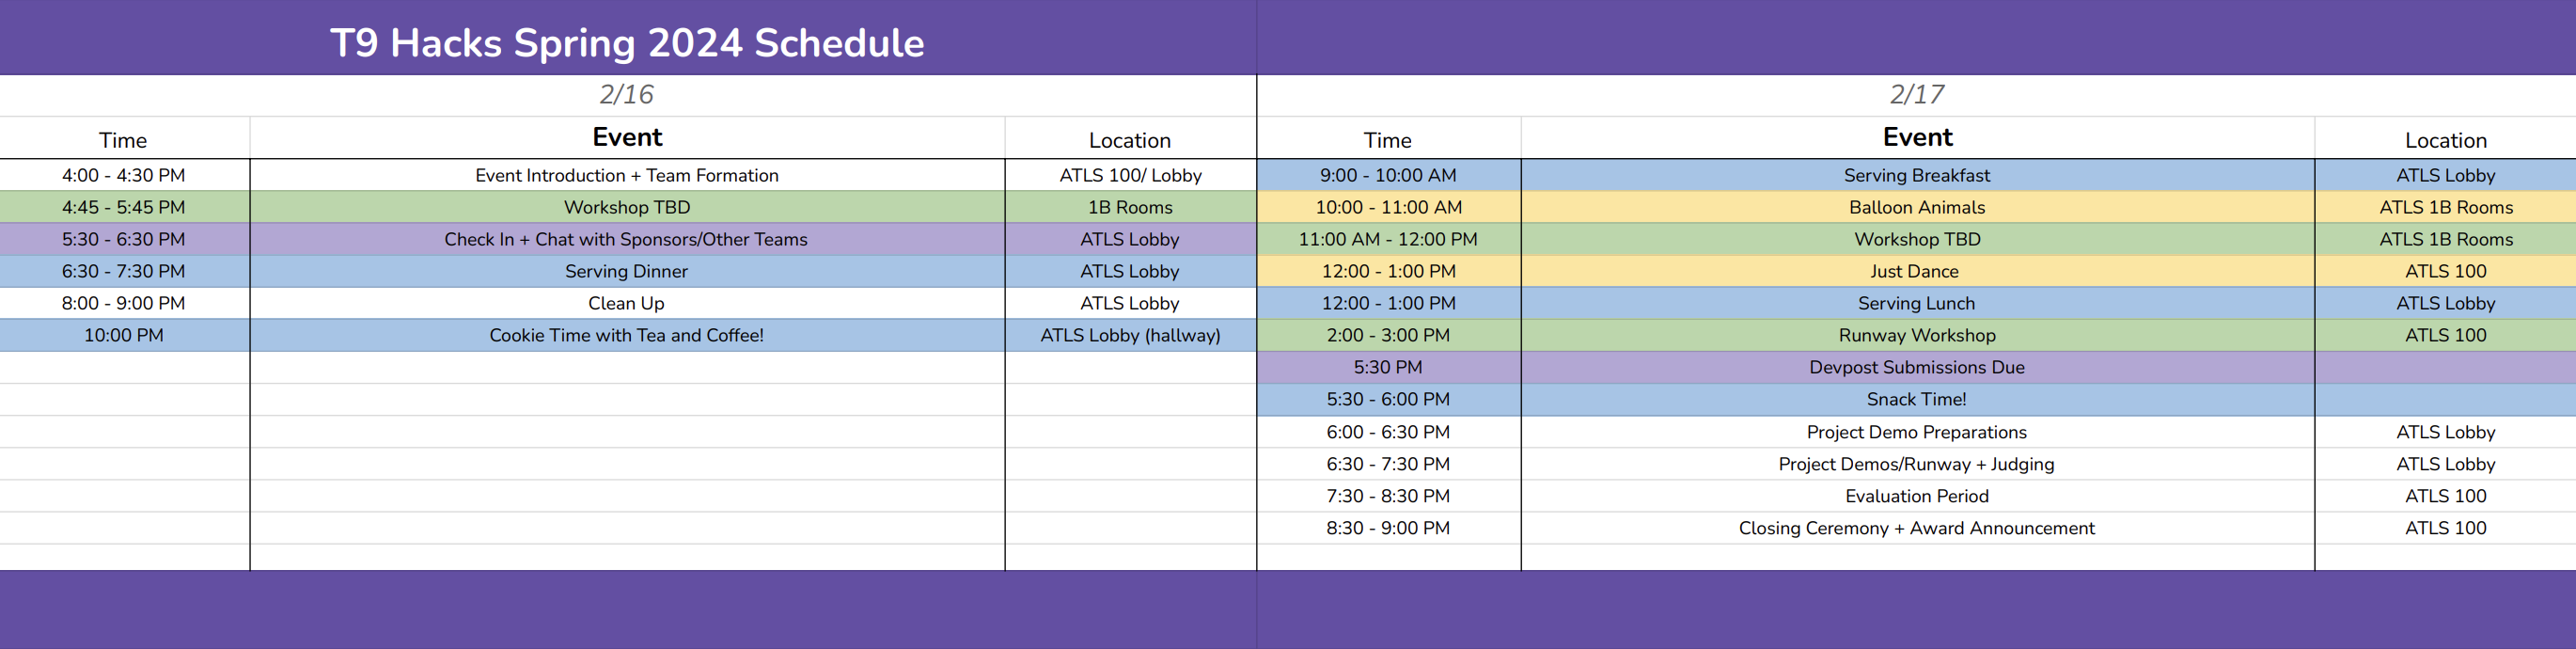 T9 Hacks Spring 2024 Schedule
2/16
Time Event Location
4:00 - 4:30 PM Event Introduction + Team Formation ATLS 100/ Lobby
4:45 - 5:45 PM Workshop TBD 1B Rooms
5:30 - 6:30 PM Check In + Chat with Sponsors/Other Teams ATLS Lobby
6:30 - 7:30 PM Serving Dinner ATLS Lobby
8:00 - 9:00 PM Clean Up ATLS Lobby
10:00 PM Cookie Time with Tea and Coffee! ATLS Lobby (hallway)
2/17
Time Event Location
9:00 - 10:00 AM Serving Breakfast ATLS Lobby
10:00 - 11:00 AM Balloon Animals ATLS 1B Rooms
11:00 AM - 12:00 PM Workshop TBD ATLS 1B Rooms
12:00 - 1:00 PM Just Dance ATLS 100
12:00 - 1:00 PM Serving Lunch ATLS Lobby
2:00 - 3:00 PM Runway Workshop ATLS 100
5:30 PM Devpost Submissions Due
5:30 - 6:00 PM Snack Time!
6:00 - 6:30 PM Project Demo Preparations ATLS Lobby
6:30 - 7:30 PM Project Demos/Runway + Judging ATLS Lobby
7:30 - 8:30 PM Evaluation Period ATLS 100
8:30 - 9:00 PM Closing Ceremony + Award Announcement ATLS 100